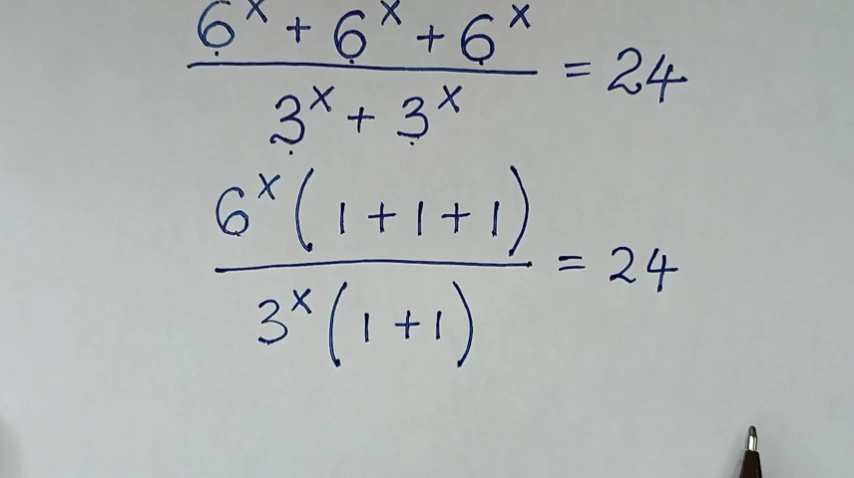 (6^x + 6^x + 6^x) / (3^x + 3^x) = 24
6^x(1+1+1) / 3^x(1+1) = 24